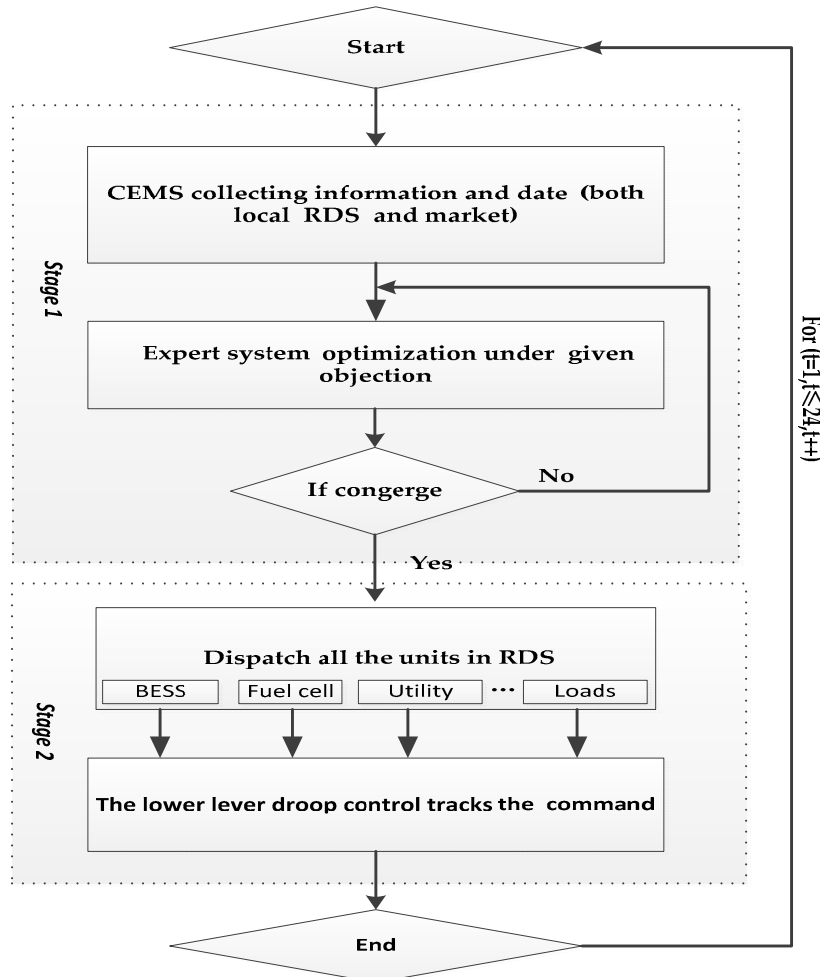 Start
CEMS collecting information and date (both
local RDS and market)
Stage 1
Expert system optimization under given
objection
If congerge
No
Yes
For (t=1,t≤24,t++)
Dispatch all the units in RDS
BESS
Fuel cell
Utility
...
Loads
Stage 2
The lower lever droop control tracks the command
End